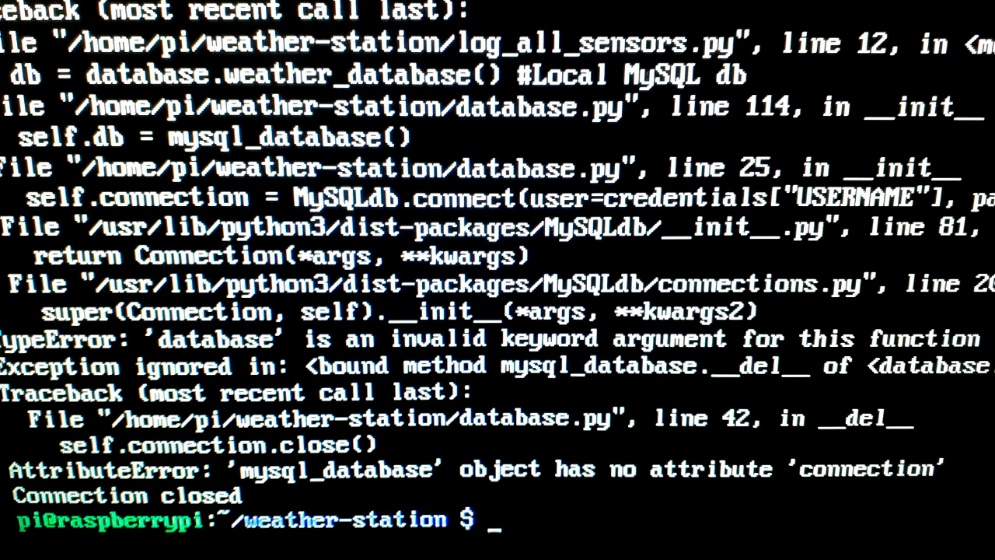 ceback (most recent call last):
ile "/home/pi/weather-station/log_all_sensors.py", line 12, in <mo
db = database.weather_database() #Local MySQL db
ile "/home/pi/weather-station/database.py", line 114, in __init__
self.db = mysql_database()
File "/home/pi/weather-station/database.py", line 25, in __init__
self.connection = MySQLdb.connect(user=credentials["USERNAME"], pa
File "/usr/lib/python3/dist-packages/MySQLdb/__init__.py", line 81,
return Connection(*args, **kwargs)
File "/usr/lib/python3/dist-packages/MySQLdb/connections.py", line 20
super(Connection, self).__init__(*args, **kwargs2)
TypeError: 'database' is an invalid keyword argument for this function
Exception ignored in: <bound method mysql_database.__del__ of <database.
Traceback (most recent call last):
File "/home/pi/weather-station/database.py", line 42, in __del__
self.connection.close()
AttributeError: 'mysql_database' object has no attribute 'connection'
Connection closed
pi@raspberrypi:~/weather-station $ _